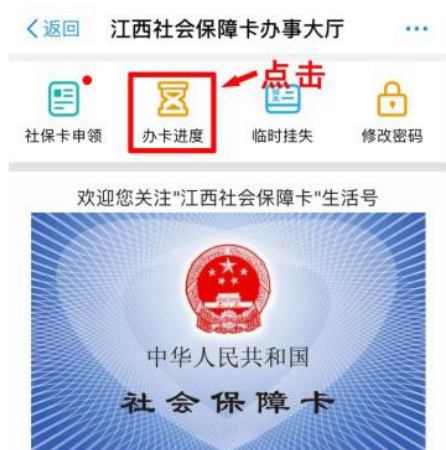 返回 江西社会保障卡办事大厅
点击
社保卡申领 办卡进度 临时挂失 修改密码
欢迎您关注"江西社会保障卡"生活号
中华人民共和国
社会保障卡